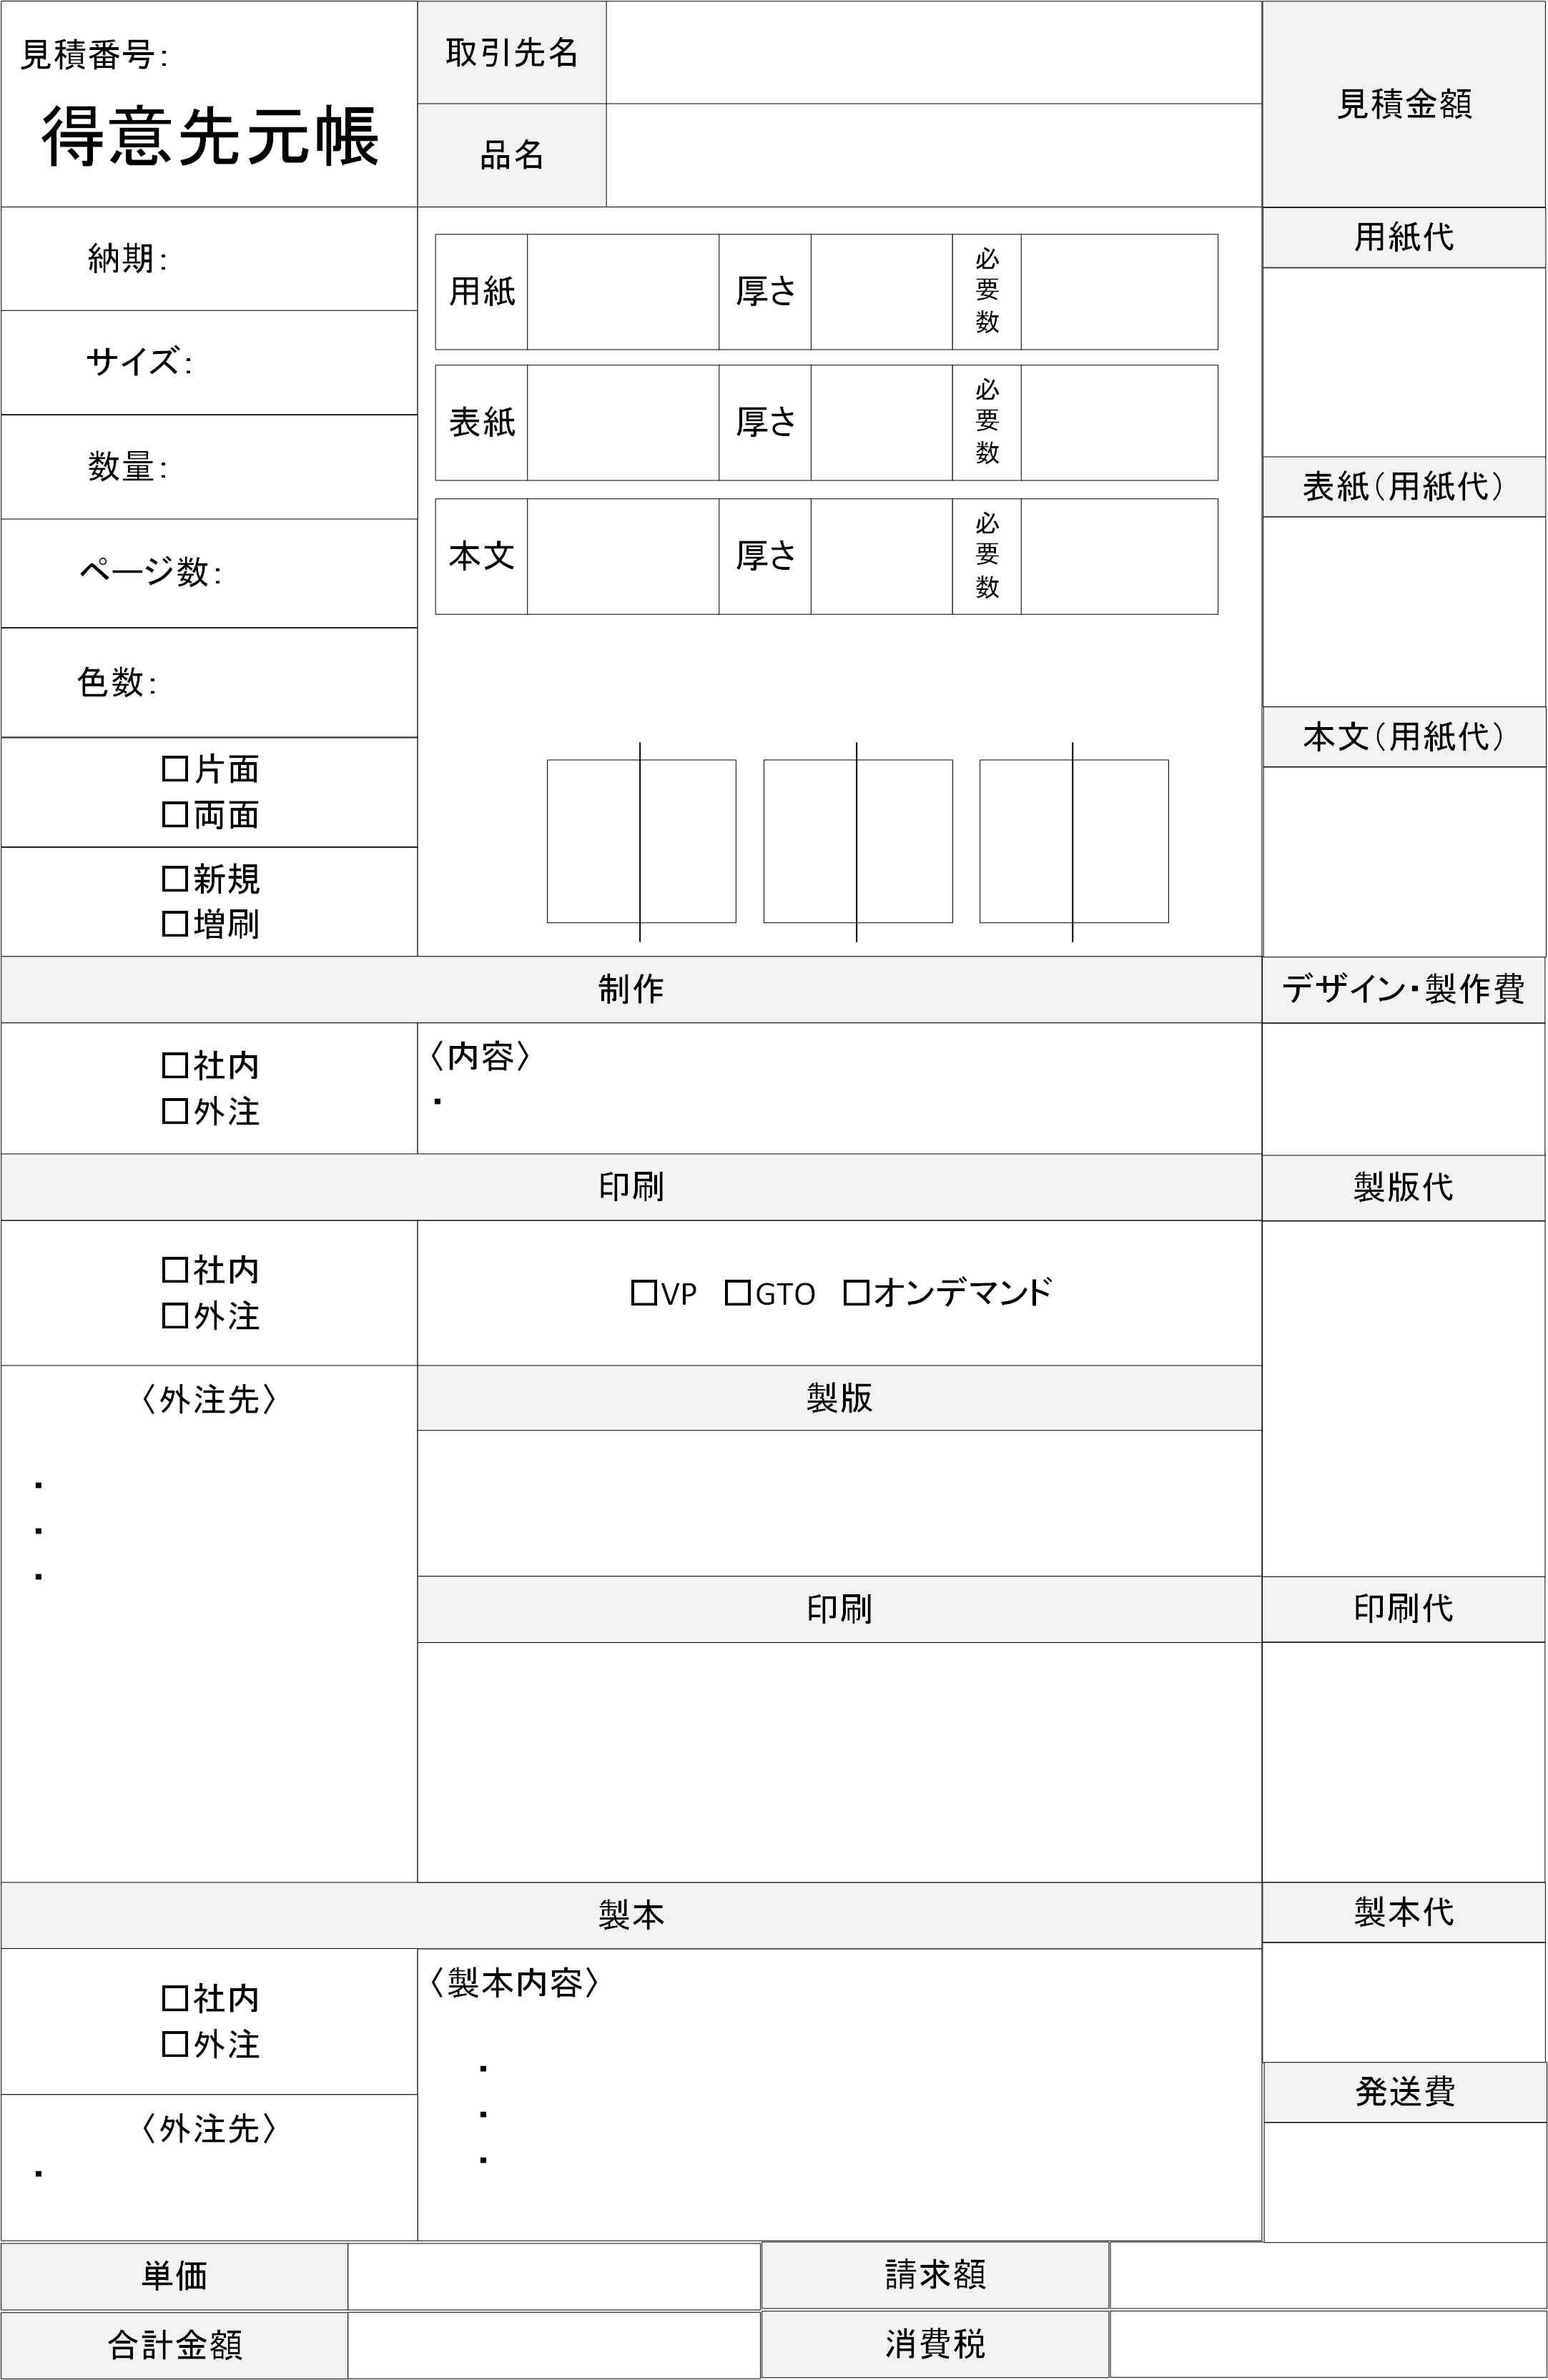 見積番号：
得意先元帳
取引先名
品名
見積金額
納期：
サイズ：
数量：
ページ数：
色数：
□片面
□両面
□新規
□増刷
用紙 厚さ 必要数
表紙 厚さ 必要数
本文 厚さ 必要数
用紙代
表紙（用紙代）
本文（用紙代）
制作
デザイン・製作費
□社内
□外注
〈内容〉
・
印刷
製版代
□社内
□外注
□VP □GTO □オンデマンド
〈外注先〉
・
・
・
製版
印刷
印刷代
製本
製本代
□社内
□外注
〈製本内容〉
・
・
・
発送費
〈外注先〉
・
単価
請求額
合計金額
消費税